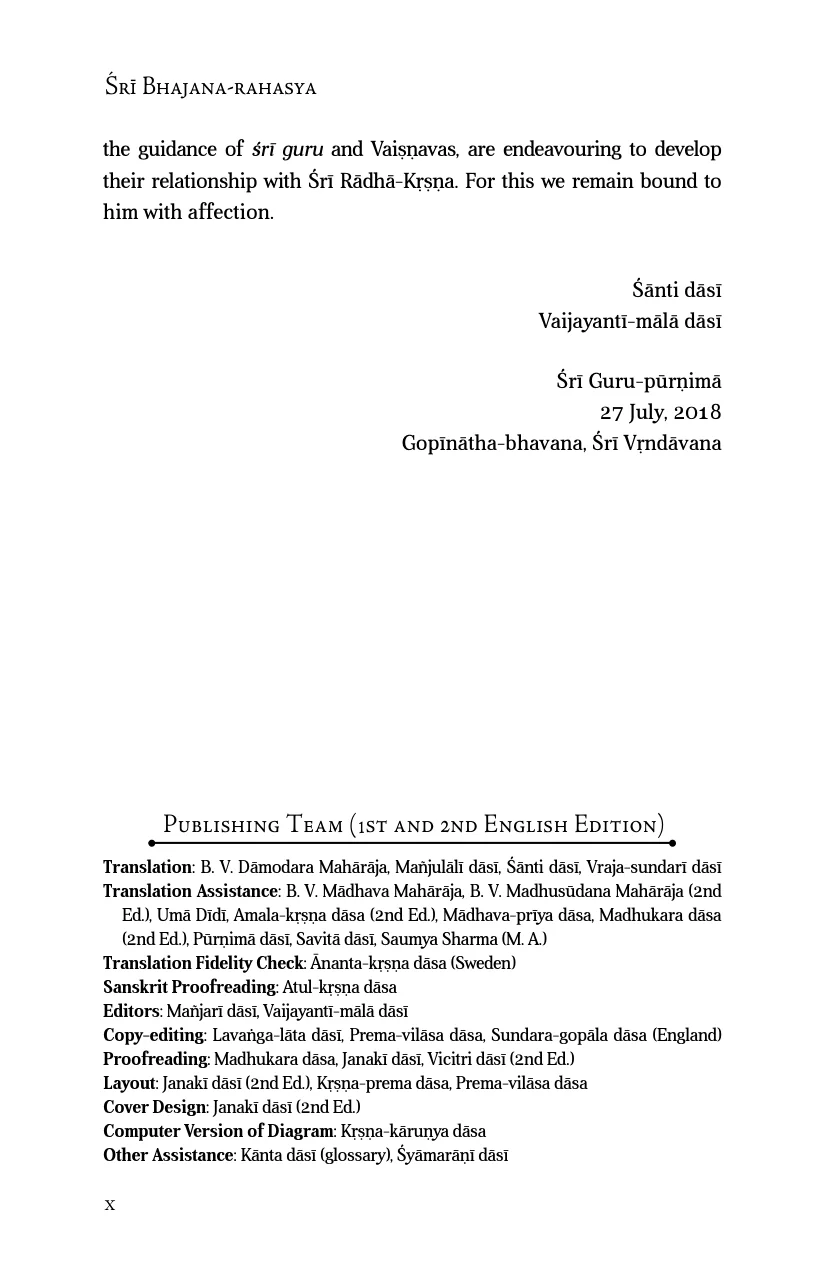 Śrī Bhajana-rahasya
the guidance of śrī guru and Vaiṣṇavas, are endeavouring to develop
their relationship with Śrī Rādhā-Kṛṣṇa. For this we remain bound to
him with affection.
Śānti dāsī
Vaijayantī-mālā dāsī
Śrī Guru-pūrṇimā
27 July, 2018
Gopīnātha-bhavana, Śrī Vṛndāvana
Publishing Team (1st and 2nd English Edition)
Translation: B. V. Dāmodara Mahārāja, Mañjulālī dāsī, Śānti dāsī, Vraja-sundarī dāsī
Translation Assistance: B. V. Mādhava Mahārāja, B. V. Madhusūdana Mahārāja (2nd
Ed.), Umā Dīdī, Amala-kṛṣṇa dāsa (2nd Ed.), Mādhava-prīya dāsa, Madhukara dāsa
(2nd Ed.), Pūrṇimā dāsī, Savitā dāsī, Saumya Sharma (M. A.)
Translation Fidelity Check: Ānanta-kṛṣṇa dāsa (Sweden)
Sanskrit Proofreading: Atul-kṛṣṇa dāsa
Editors: Mañjarī dāsī, Vaijayantī-mālā dāsī
Copy-editing: Lavaṅga-lāta dāsī, Prema-vilāsa dāsa, Sundara-gopāla dāsa (England)
Proofreading: Madhukara dāsa, Janakī dāsī, Vicitri dāsī (2nd Ed.)
Layout: Janakī dāsī (2nd Ed.), Kṛṣṇa-prema dāsa, Prema-vilāsa dāsa
Cover Design: Janakī dāsī (2nd Ed.)
Computer Version of Diagram: Kṛṣṇa-kāruṇya dāsa
Other Assistance: Kānta dāsī (glossary), Śyāmarāṇī dāsī
x